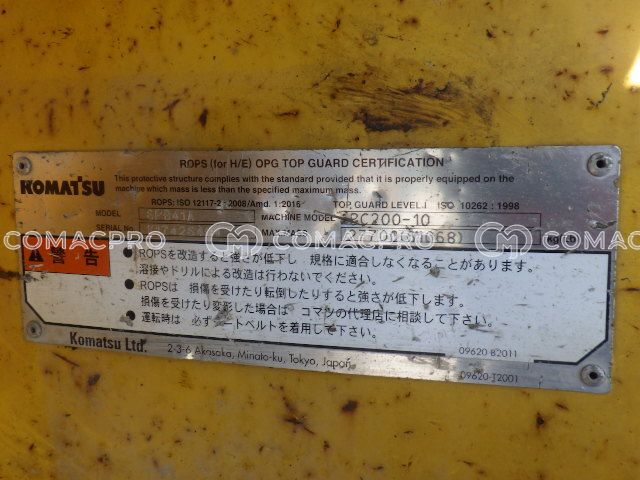 ROPS (for H/E) OPG TOP GUARD CERTIFICATION
KOMATSU
This protective structure complies with the standard provided that it is properly equipped on the
machine which mass is less than the specified maximum mass.
ROPS: ISO 12117-2 : 2008/Amd. 1:2016 TOP GUARD LEVEL I ISO 10262 : 1998
MODEL MACHINE MODEL PC200-10
SERIAL No. MAX MASS
警告
● ROPSを改造すると強さが低下し 規格に適合しなくなることがあります。
溶接やドリルによる改造は行わないでください。
● ROPSは 損傷を受けたり転倒したりすると強さが低下します。
損傷を受けたり変形した場合は コマツの代理店に相談して下さい。
● 運転時は 必ずシートベルトを着用して下さい。
Komatsu Ltd. 2-3-6 Akasaka, Minato-ku, Tokyo, Japan
09620-B2011
09620-J2001
COMACPRO COMACPRO COMACPRO